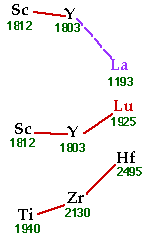 Sc Y
1812 1803
La
1193
Lu
1925
Sc Y
1812 1803
Hf
2495
Zr
2130
Ti
1940